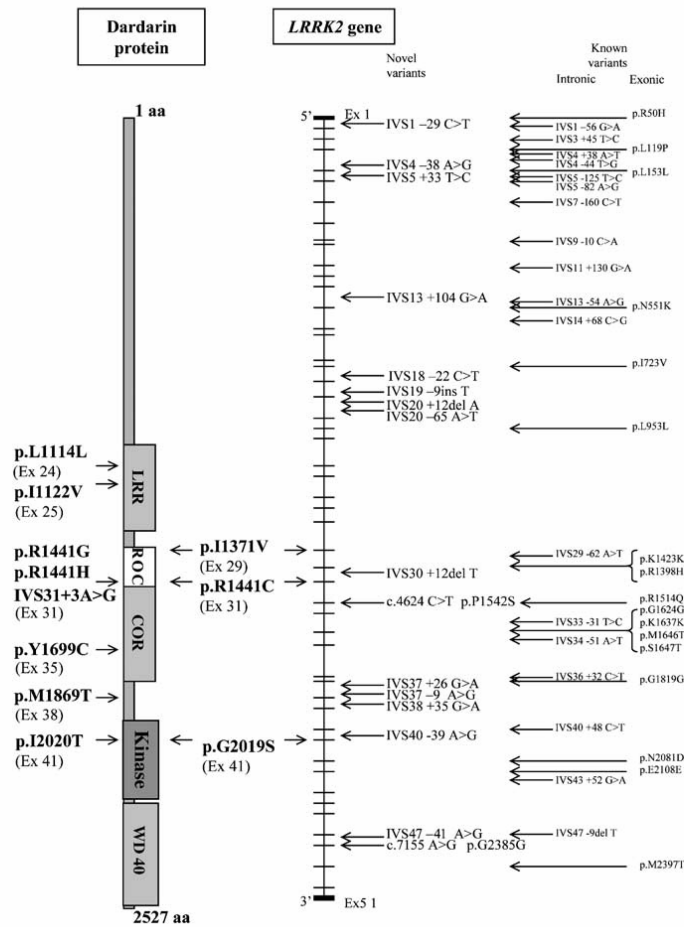 Dardarin
protein
LRRK2 gene
Novel
variants
Known
variants
Intronic Exonic
1 aa
5' Ex 1
p.R50H
IVS1 –29 C>T
IVS1 –56 G>A
IVS3 +45 T>C
p.L119P
IVS4 +38 A>T
IVS4 –38 A>G
IVS4 -44 T>G
p.L153L
IVS5 +33 T>C
IVS5 -125 T>C
IVS5 -82 A>G
IVS7 -160 C>T
IVS9 -10 C>A
IVS11 +130 G>A
IVS13 +104 G>A
IVS13 -54 A>G
p.N551K
IVS14 +68 C>G
p.I723V
IVS18 –22 C>T
IVS19 –9ins T
IVS20 +12del A
IVS20 –65 A>T
p.L953L
p.L1114L
(Ex 24)
LRR
p.I1122V
(Ex 25)
p.R1441G
ROC
p.I1371V
(Ex 29)
IVS29 -62 A>T
p.K1423K
p.R1398H
p.R1441H
IVS30 +12del T
p.R1441C
(Ex 31)
IVS31+3A>G
(Ex 31)
COR
c.4624 C>T p.P1542S
p.R1514Q
p.G1624G
IVS33 -31 T>C
p.K1637K
p.M1646T
IVS34 -51 A>T
p.S1647T
p.Y1699C
(Ex 35)
IVS36 +32 C>T
p.G1819G
IVS37 +26 G>A
IVS37 –9 A>G
IVS38 +35 G>A
p.M1869T
(Ex 38)
Kinase
p.I2020T
(Ex 41)
p.G2019S
(Ex 41)
IVS40 +48 C>T
IVS40 -39 A>G
p.N2081D
p.E2108E
IVS43 +52 G>A
WD 40
IVS47 –41 A>G
IVS47 -9del T
c.7155 A>G p.G2385G
p.M2397T
3' Ex5 1
2527 aa